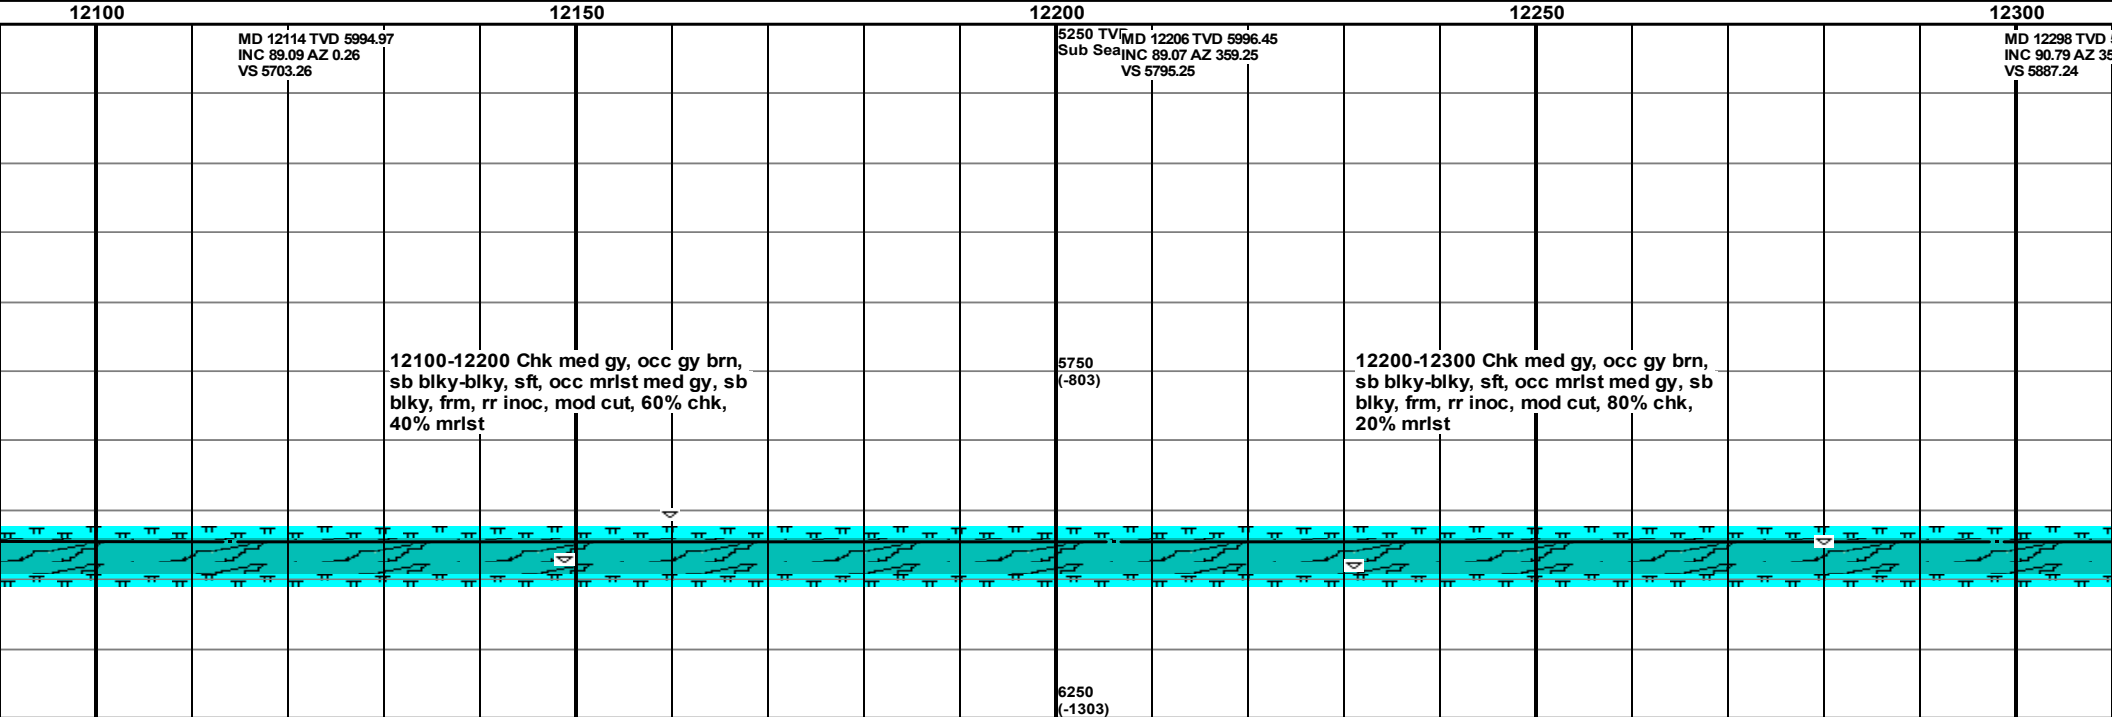 12100 12150 12200 12250 12300
MD 12114 TVD 5994.97
INC 89.09 AZ 0.26
VS 5703.26
5250 TVD
Sub Sea
MD 12206 TVD 5996.45
INC 89.07 AZ 359.25
VS 5795.25
MD 12298 TVD
INC 90.79 AZ
VS 5887.24
12100-12200 Chk med gy, occ gy brn,
sb blky-blky, sft, occ mrlst med gy, sb
blky, frm, rr inoc, mod cut, 60% chk,
40% mrlst
5750
(-803)
12200-12300 Chk med gy, occ gy brn,
sb blky-blky, sft, occ mrlst med gy, sb
blky, frm, rr inoc, mod cut, 80% chk,
20% mrlst
6250
(-1303)